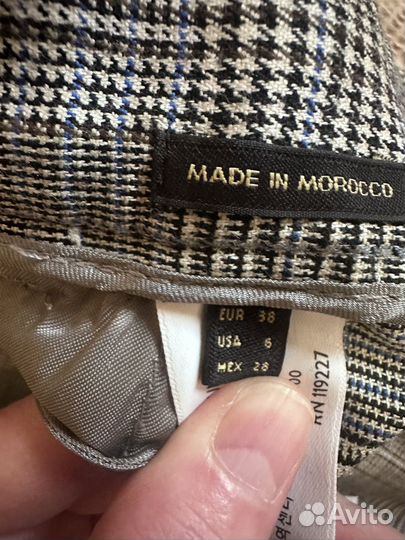 MADE IN MOROCCO
EUR 38
USA 6
MEX 28
RN 119227
Avito